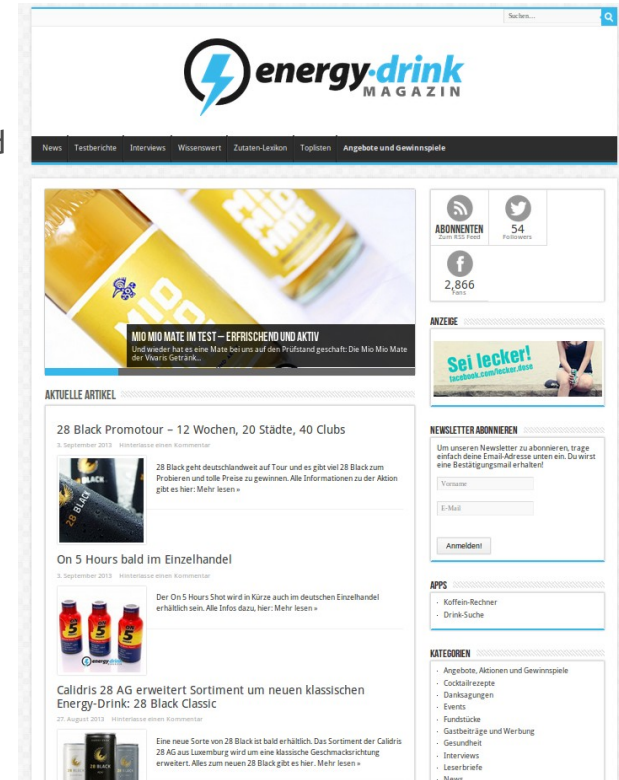 Suchen...
energy-drink
MAGAZIN
News Testberichte Interviews Wissenswert Zutaten-Lexikon Toplisten Angebote und Gewinnspiele
MIO MIO MATE
MIO MIO MATE IM TEST – ERFRISCHEND UND AKTIV
Und wieder hat es eine Mate bei uns auf den Prüfstand geschaft: Die Mio Mio Mate
der Vivaris Getränk...
ABONNENTEN
Zum RSS Feed
54
Followers
2,866
Fans
ANZEIGE
Sei lecker!
facebook.com/lecker.dose
AKTUELLE ARTIKEL
28 Black Promotour – 12 Wochen, 20 Städte, 40 Clubs
3. September 2013 Hinterlasse einen Kommentar
28 BLACK
28 Black geht deutschlandweit auf Tour und es gibt viel 28 Black zum
Probieren und tolle Preise zu gewinnen. Alle Informationen zu der Aktion
gibt es hier: Mehr lesen »
On 5 Hours bald im Einzelhandel
3. September 2013 Hinterlasse einen Kommentar
Der On 5 Hours Shot wird in Kürze auch im deutschen Einzelhandel
erhältlich sein. Alle Infos dazu, hier: Mehr lesen »
Calidris 28 AG erweitert Sortiment um neuen klassischen
Energy-Drink: 28 Black Classic
27. August 2013 Hinterlasse einen Kommentar
Eine neue Sorte von 28 Black ist bald erhältlich. Das Sortiment der Calidris
28 AG aus Luxemburg wird um eine klassische Geschmacksrichtung
erweitert. Alles zum neuen 28 Black gibt es hier. Mehr lesen »
NEWSLETTER ABONNIEREN
Um unseren Newsletter zu abonnieren, trage
einfach deine Email-Adresse unten ein. Du wirst
eine Bestätigungsmail erhalten!
Vorname
E-Mail
Anmelden!
APPS
Koffein-Rechner
Drink-Suche
KATEGORIEN
Angebote, Aktionen und Gewinnspiele
Cocktailrezepte
Danksagungen
Events
Fundstücke
Gastbeiträge und Werbung
Gesundheit
Interviews
Leserbriefe
News